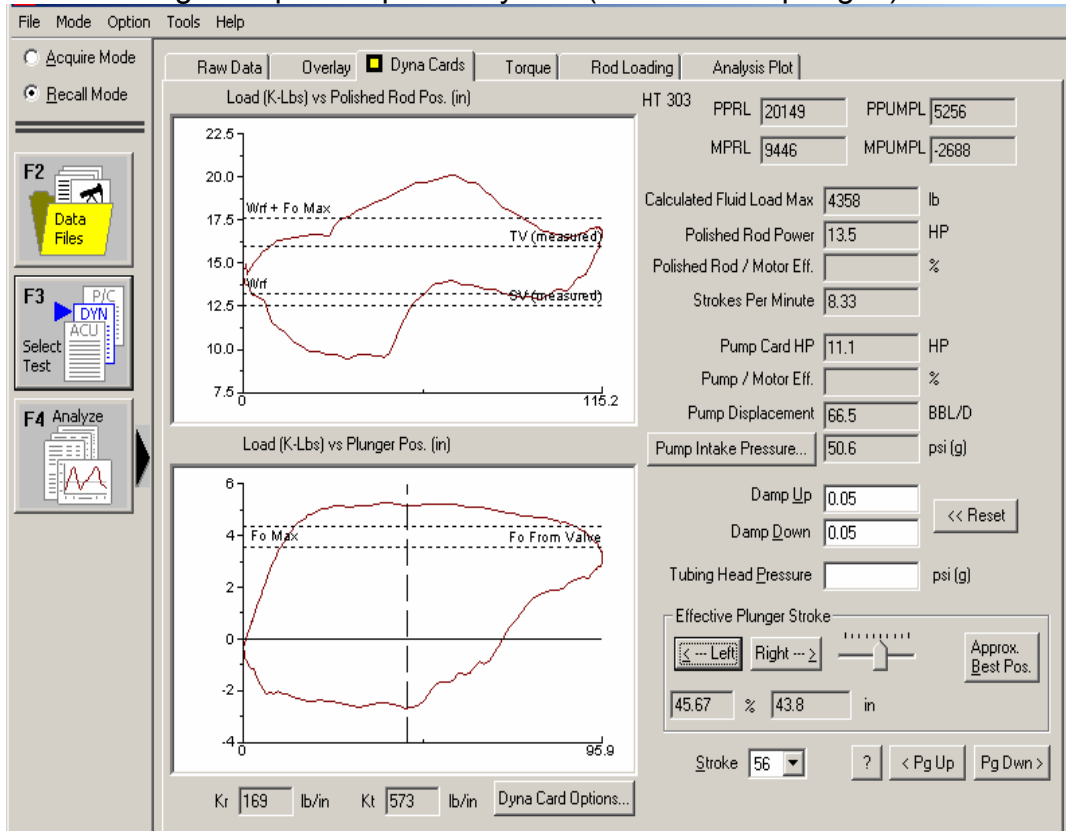 File Mode Option Tools Help
Acquire Mode
Recall Mode
F2
Data
Files
F3
P/C
DYN
ACU
Select
Test
F4 Analyze
Raw Data Overlay Dyna Cards Torque Rod Loading Analysis Plot
Load (K-Lbs) vs Polished Rod Pos. (in)
22.5
20.0
17.5
15.0
12.5
10.0
7.5
Wrf + Fo Max
TV (measured)
Wrf
SV (measured)
0 115.2
Load (K-Lbs) vs Plunger Pos. (in)
6
4
2
0
-2
-4
Fo Max Fo From Valve
0 95.9
Kr 169 lb/in Kt 573 lb/in Dyna Card Options...
HT 303 PPRL 20149 PPUMPL 5256
MPRL 9446 MPUMPL -2688
Calculated Fluid Load Max 4358 lb
Polished Rod Power 13.5 HP
Polished Rod / Motor Eff. %
Strokes Per Minute 8.33
Pump Card HP 11.1 HP
Pump / Motor Eff. %
Pump Displacement 66.5 BBL/D
Pump Intake Pressure... 50.6 psi (g)
Damp Up 0.05
<< Reset
Damp Down 0.05
Tubing Head Pressure psi (g)
Effective Plunger Stroke
< --- Left Right --- >
Approx.
Best Pos.
45.67 % 43.8 in
Stroke 56 ? < Pg Up Pg Dwn >